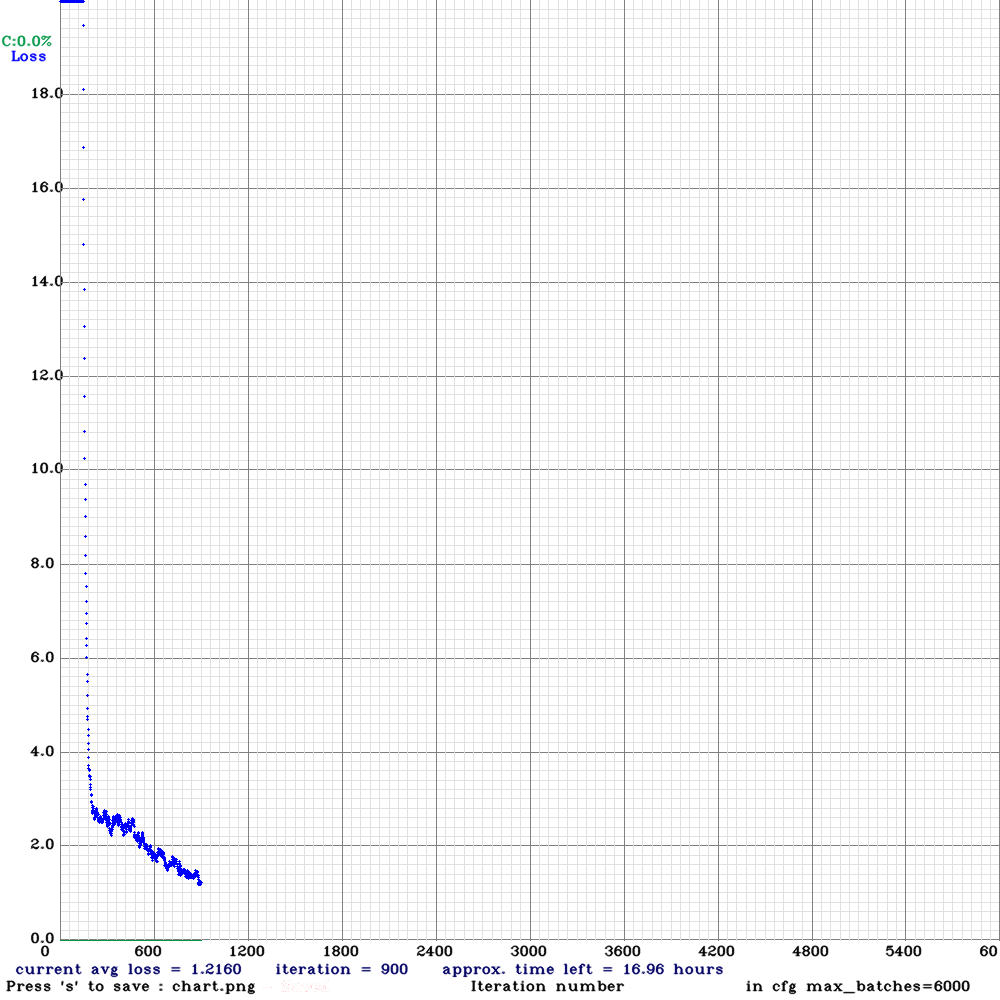 C:0.0%
Loss
18.0
16.0
14.0
12.0
10.0
8.0
6.0
4.0
2.0
0.0
0 600 1200 1800 2400 3000 3600 4200 4800 5400 60
current avg loss = 1.2160 iteration = 900 approx. time left = 16.96 hours
Press 's' to save : chart.png Iteration number in cfg max_batches=6000